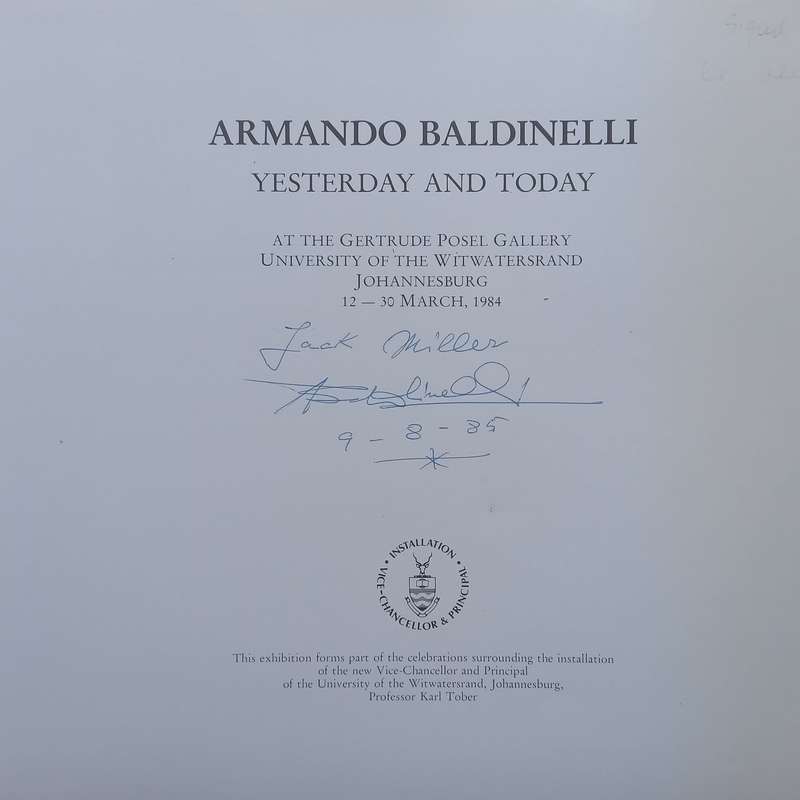 Signed
ARMANDO BALDINELLI
YESTERDAY AND TODAY
AT THE GERTRUDE POSEL GALLERY
UNIVERSITY OF THE WITWATERSRAND
JOHANNESBURG
12 — 30 MARCH, 1984
Jack Miller
ABaldinelli
9 - 8 - 85
INSTALLATION • VICE-CHANCELLOR & PRINCIPAL •
This exhibition forms part of the celebrations surrounding the installation
of the new Vice-Chancellor and Principal
of the University of the Witwatersrand, Johannesburg,
Professor Karl Tober